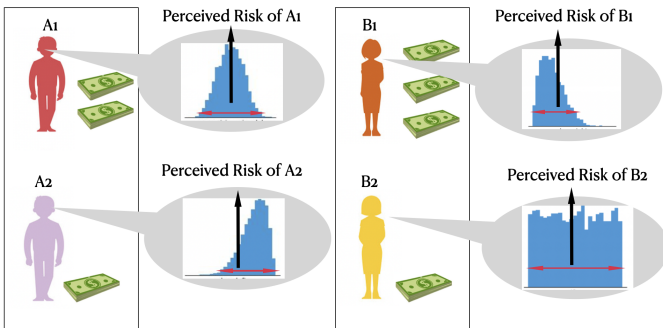 A1
Perceived Risk of A1
B1
Perceived Risk of B1
A2
Perceived Risk of A2
B2
Perceived Risk of B2